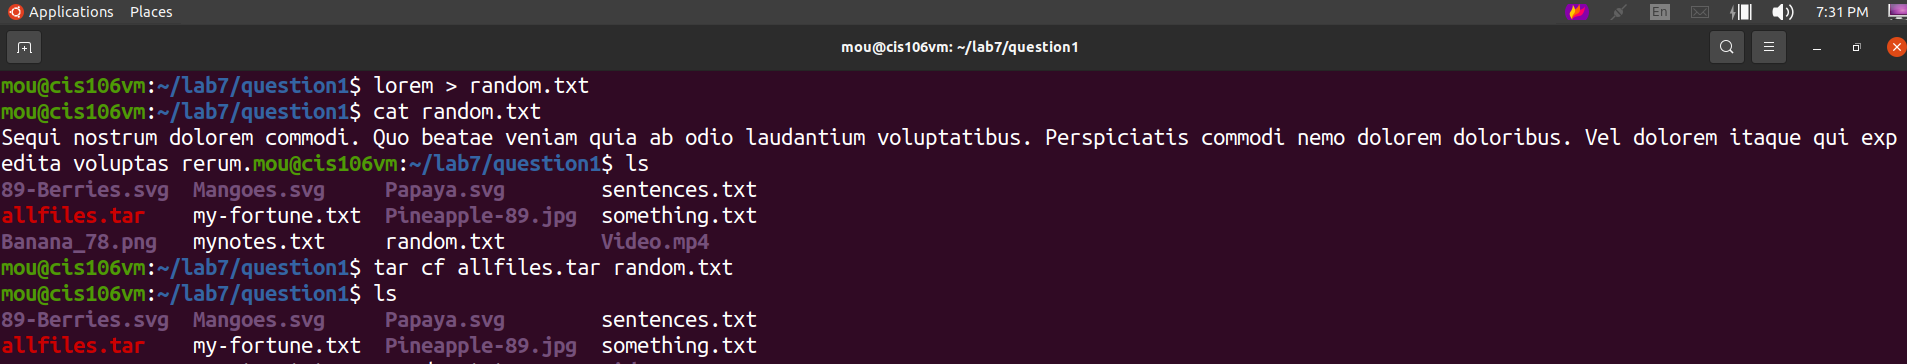 Applications Places En 7:31 PM
mou@cis106vm: ~/lab7/question1
mou@cis106vm:~/lab7/question1$ lorem > random.txt
mou@cis106vm:~/lab7/question1$ cat random.txt
Sequi nostrum dolorem commodi. Quo beatae veniam quia ab odio laudantium voluptatibus. Perspiciatis commodi nemo dolorem doloribus. Vel dolorem itaque qui exp
edita voluptas rerum.mou@cis106vm:~/lab7/question1$ ls
89-Berries.svg Mangoes.svg Papaya.svg sentences.txt
allfiles.tar my-fortune.txt Pineapple-89.jpg something.txt
Banana_78.png mynotes.txt random.txt Video.mp4
mou@cis106vm:~/lab7/question1$ tar cf allfiles.tar random.txt
mou@cis106vm:~/lab7/question1$ ls
89-Berries.svg Mangoes.svg Papaya.svg sentences.txt
allfiles.tar my-fortune.txt Pineapple-89.jpg something.txt